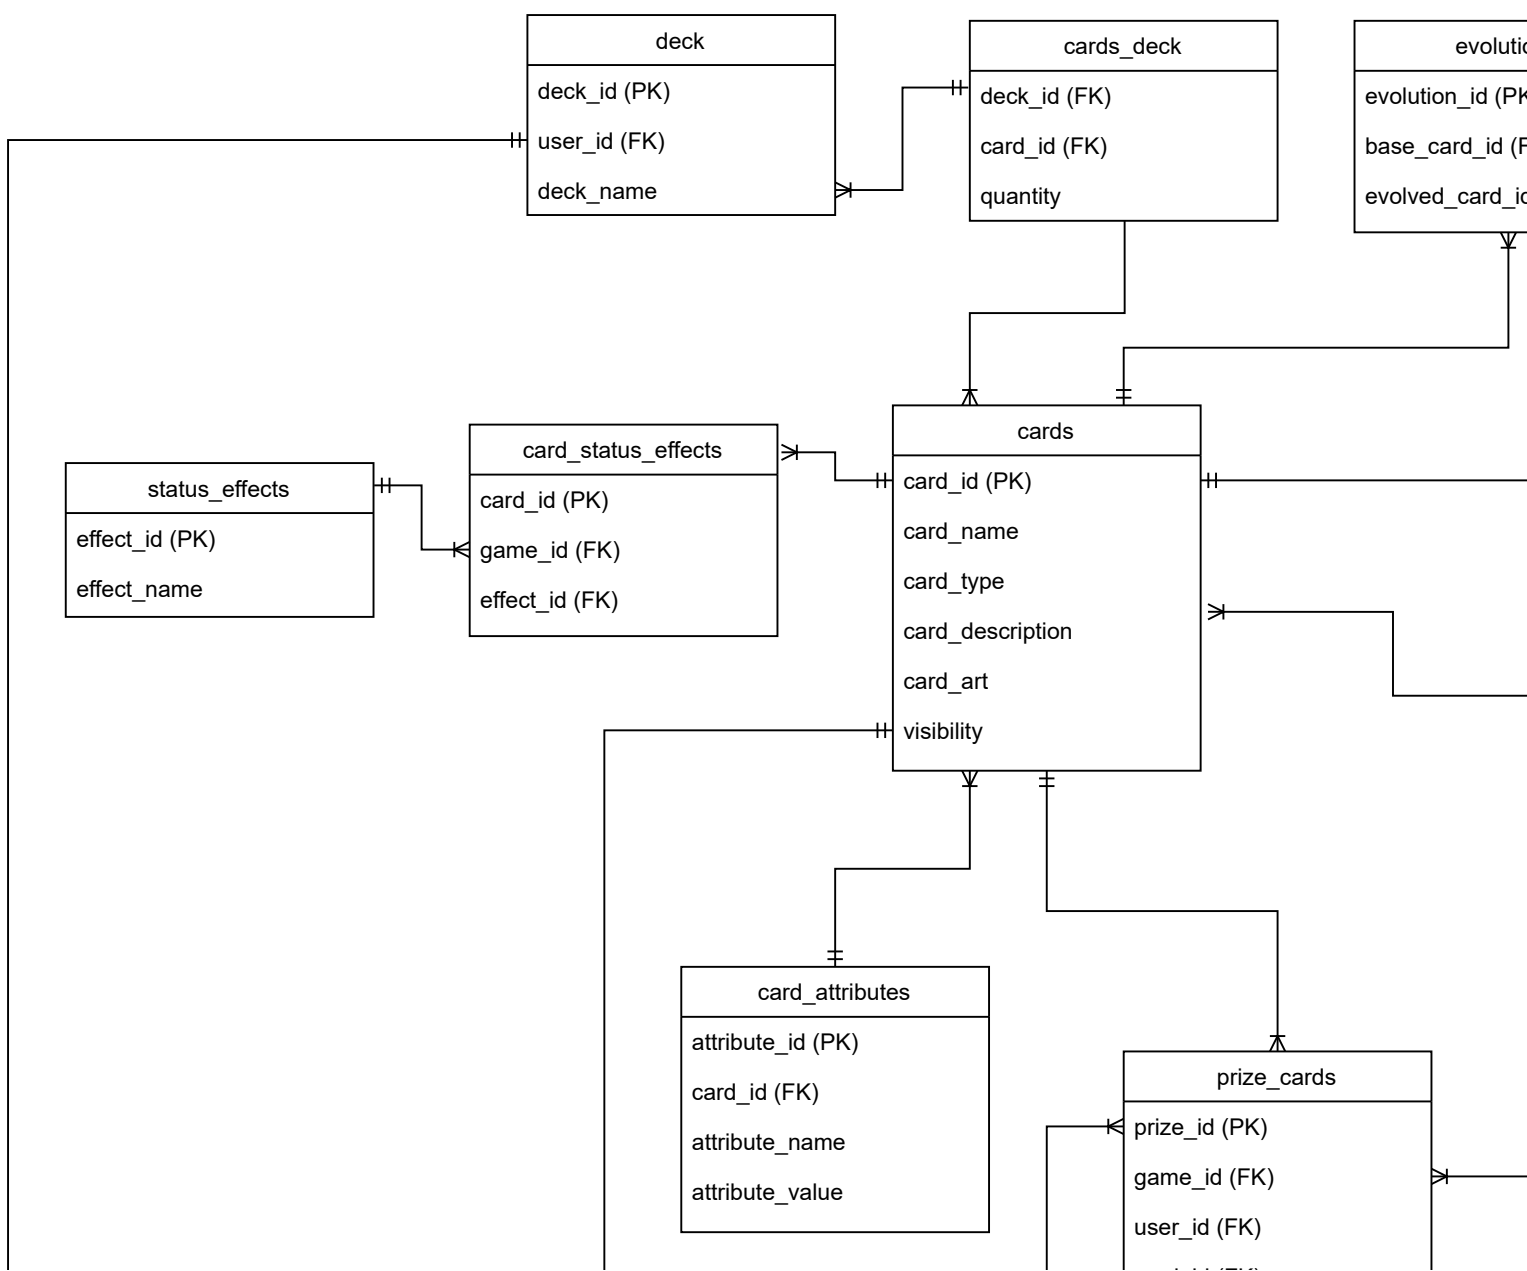 deck
deck_id (PK)
user_id (FK)
deck_name
cards_deck
deck_id (FK)
card_id (FK)
quantity
evolution_id
base_card_id
status_effects
effect_id (PK)
effect_name
card_status_effects
card_id (PK)
game_id (FK)
effect_id (FK)
cards
card_id (PK)
card_name
card_type
card_description
card_art
visibility
card_attributes
attribute_id (PK)
card_id (FK)
attribute_name
attribute_value
prize_cards
prize_id (PK)
game_id (FK)
user_id (FK)